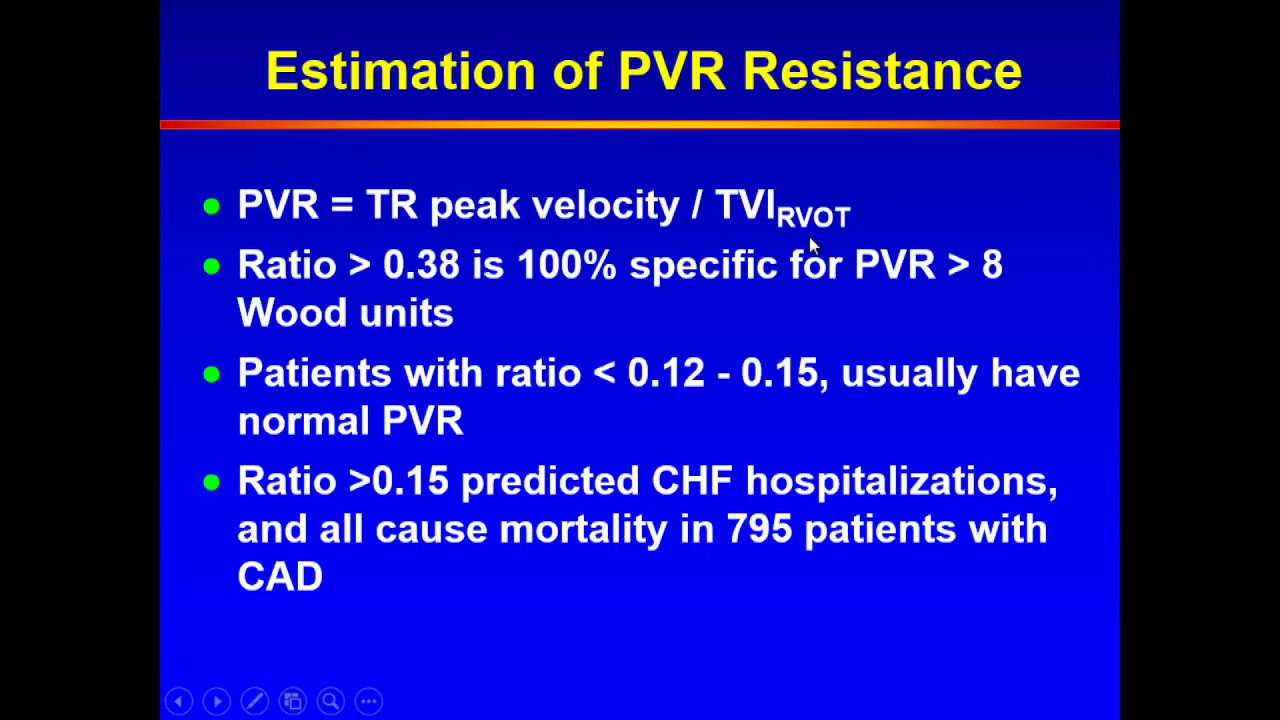 Estimation of PVR Resistance
PVR = TR peak velocity / TVIRVOT
Ratio > 0.38 is 100% specific for PVR > 8
Wood units
Patients with ratio < 0.12 - 0.15, usually have
normal PVR
Ratio >0.15 predicted CHF hospitalizations,
and all cause mortality in 795 patients with
CAD